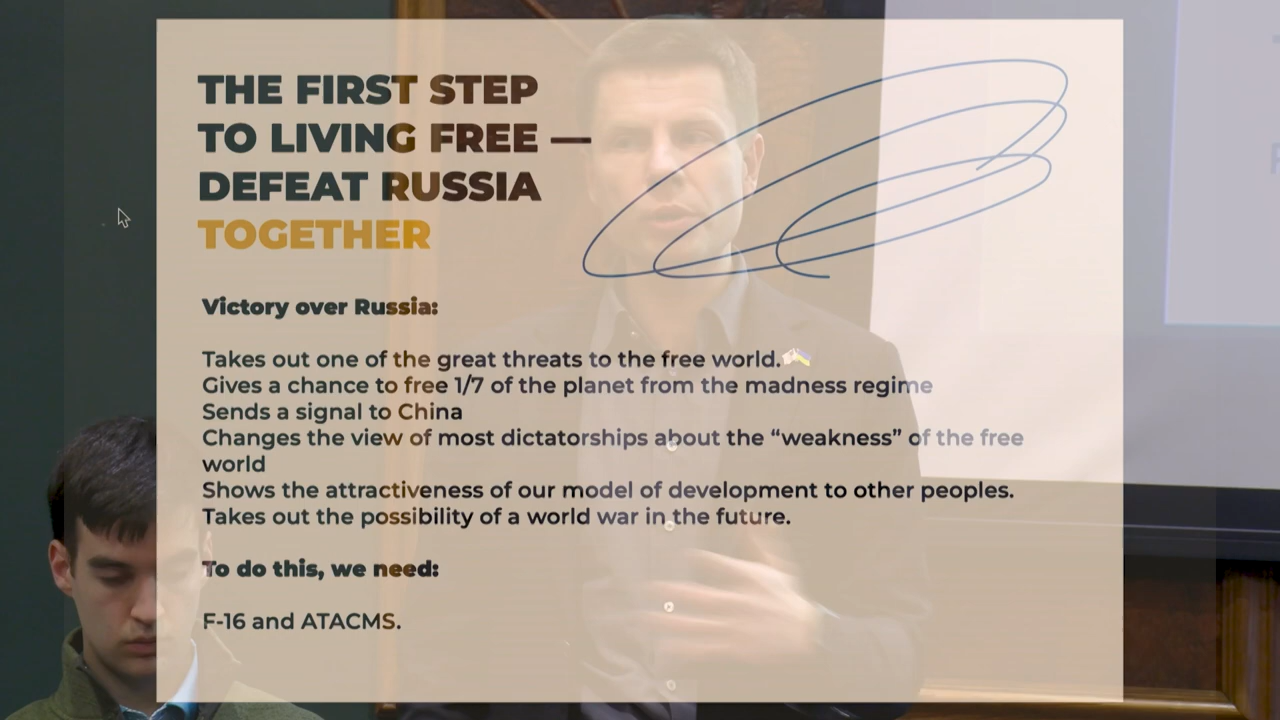 THE FIRST STEP
TO LIVING FREE —
DEFEAT RUSSIA
TOGETHER
Victory over Russia:
Takes out one of the great threats to the free world.
Gives a chance to free 1/7 of the planet from the madness regime
Sends a signal to China
Changes the view of most dictatorships about the “weakness” of the free
world
Shows the attractiveness of our model of development to other peoples.
Takes out the possibility of a world war in the future.
To do this, we need:
F-16 and ATACMS.